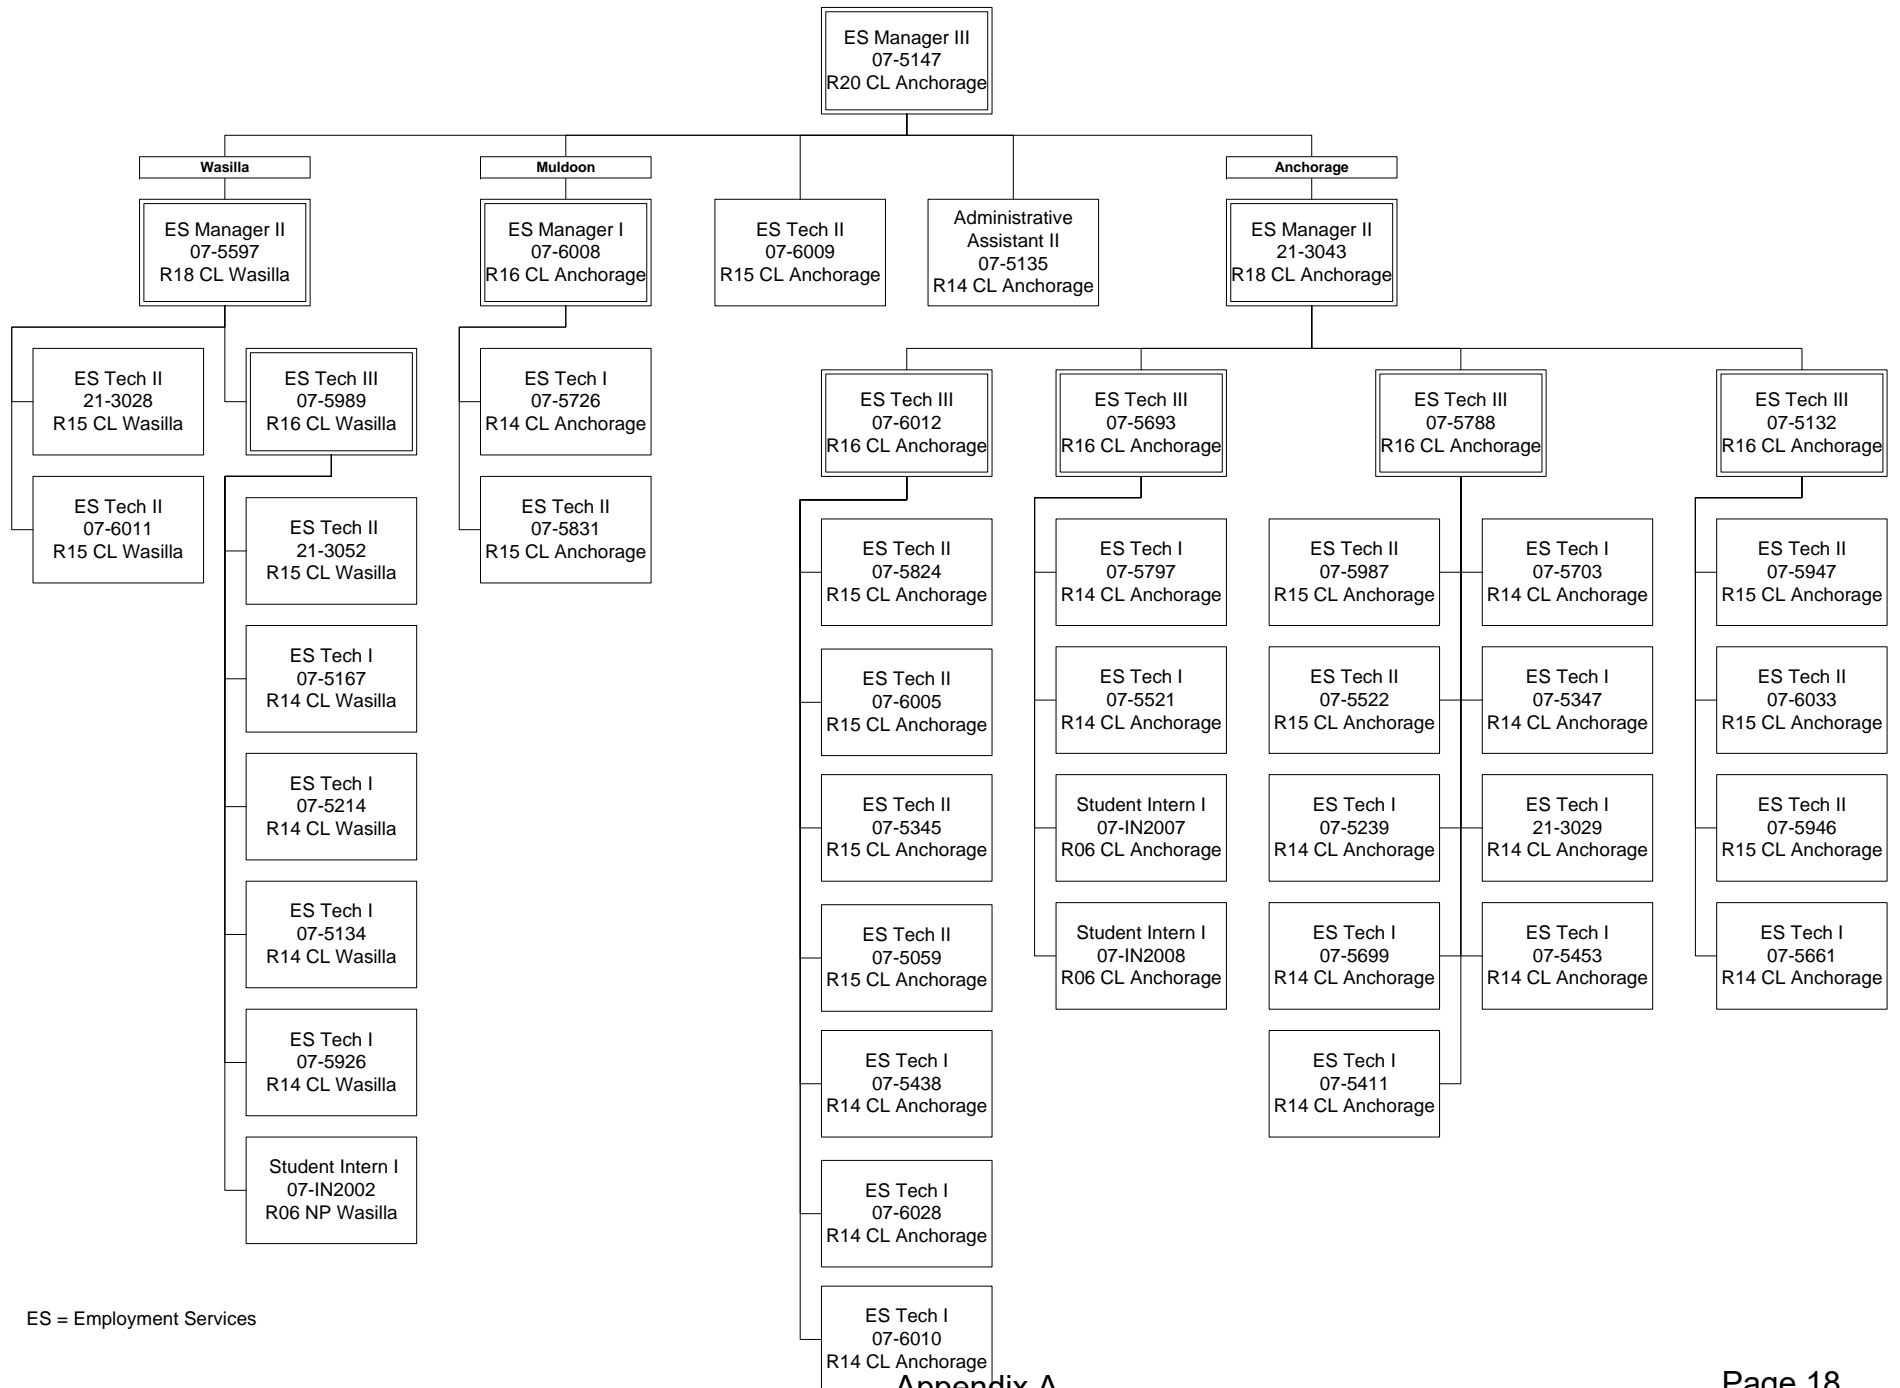 ES Manager III
07-5147
R20 CL Anchorage
Wasilla
Muldoon
Anchorage
ES Manager II
07-5597
R18 CL Wasilla
ES Manager I
07-6008
R16 CL Anchorage
ES Tech II
07-6009
R15 CL Anchorage
Administrative
Assistant II
07-5135
R14 CL Anchorage
ES Manager II
21-3043
R18 CL Anchorage
ES Tech II
21-3028
R15 CL Wasilla
ES Tech II
07-6011
R15 CL Wasilla
ES Tech III
07-5989
R16 CL Wasilla
ES Tech II
21-3052
R15 CL Wasilla
ES Tech I
07-5167
R14 CL Wasilla
ES Tech I
07-5214
R14 CL Wasilla
ES Tech I
07-5134
R14 CL Wasilla
ES Tech I
07-5926
R14 CL Wasilla
Student Intern I
07-IN2002
R06 NP Wasilla
ES Tech I
07-5726
R14 CL Anchorage
ES Tech II
07-5831
R15 CL Anchorage
ES Tech III
07-6012
R16 CL Anchorage
ES Tech II
07-5824
R15 CL Anchorage
ES Tech II
07-6005
R15 CL Anchorage
ES Tech II
07-5345
R15 CL Anchorage
ES Tech II
07-5059
R15 CL Anchorage
ES Tech I
07-5438
R14 CL Anchorage
ES Tech I
07-6028
R14 CL Anchorage
ES Tech I
07-6010
R14 CL Anchorage
ES Tech III
07-5693
R16 CL Anchorage
ES Tech I
07-5797
R14 CL Anchorage
ES Tech I
07-5521
R14 CL Anchorage
Student Intern I
07-IN2007
R06 CL Anchorage
Student Intern I
07-IN2008
R06 CL Anchorage
ES Tech III
07-5788
R16 CL Anchorage
ES Tech II
07-5987
R15 CL Anchorage
ES Tech II
07-5522
R15 CL Anchorage
ES Tech I
07-5239
R14 CL Anchorage
ES Tech I
07-5699
R14 CL Anchorage
ES Tech I
07-5411
R14 CL Anchorage
ES Tech I
07-5703
R14 CL Anchorage
ES Tech I
07-5347
R14 CL Anchorage
ES Tech I
21-3029
R14 CL Anchorage
ES Tech I
07-5453
R14 CL Anchorage
ES Tech III
07-5132
R16 CL Anchorage
ES Tech II
07-5947
R15 CL Anchorage
ES Tech II
07-6033
R15 CL Anchorage
ES Tech II
07-5946
R15 CL Anchorage
ES Tech I
07-5661
R14 CL Anchorage
ES = Employment Services
Appendix A
Page 18